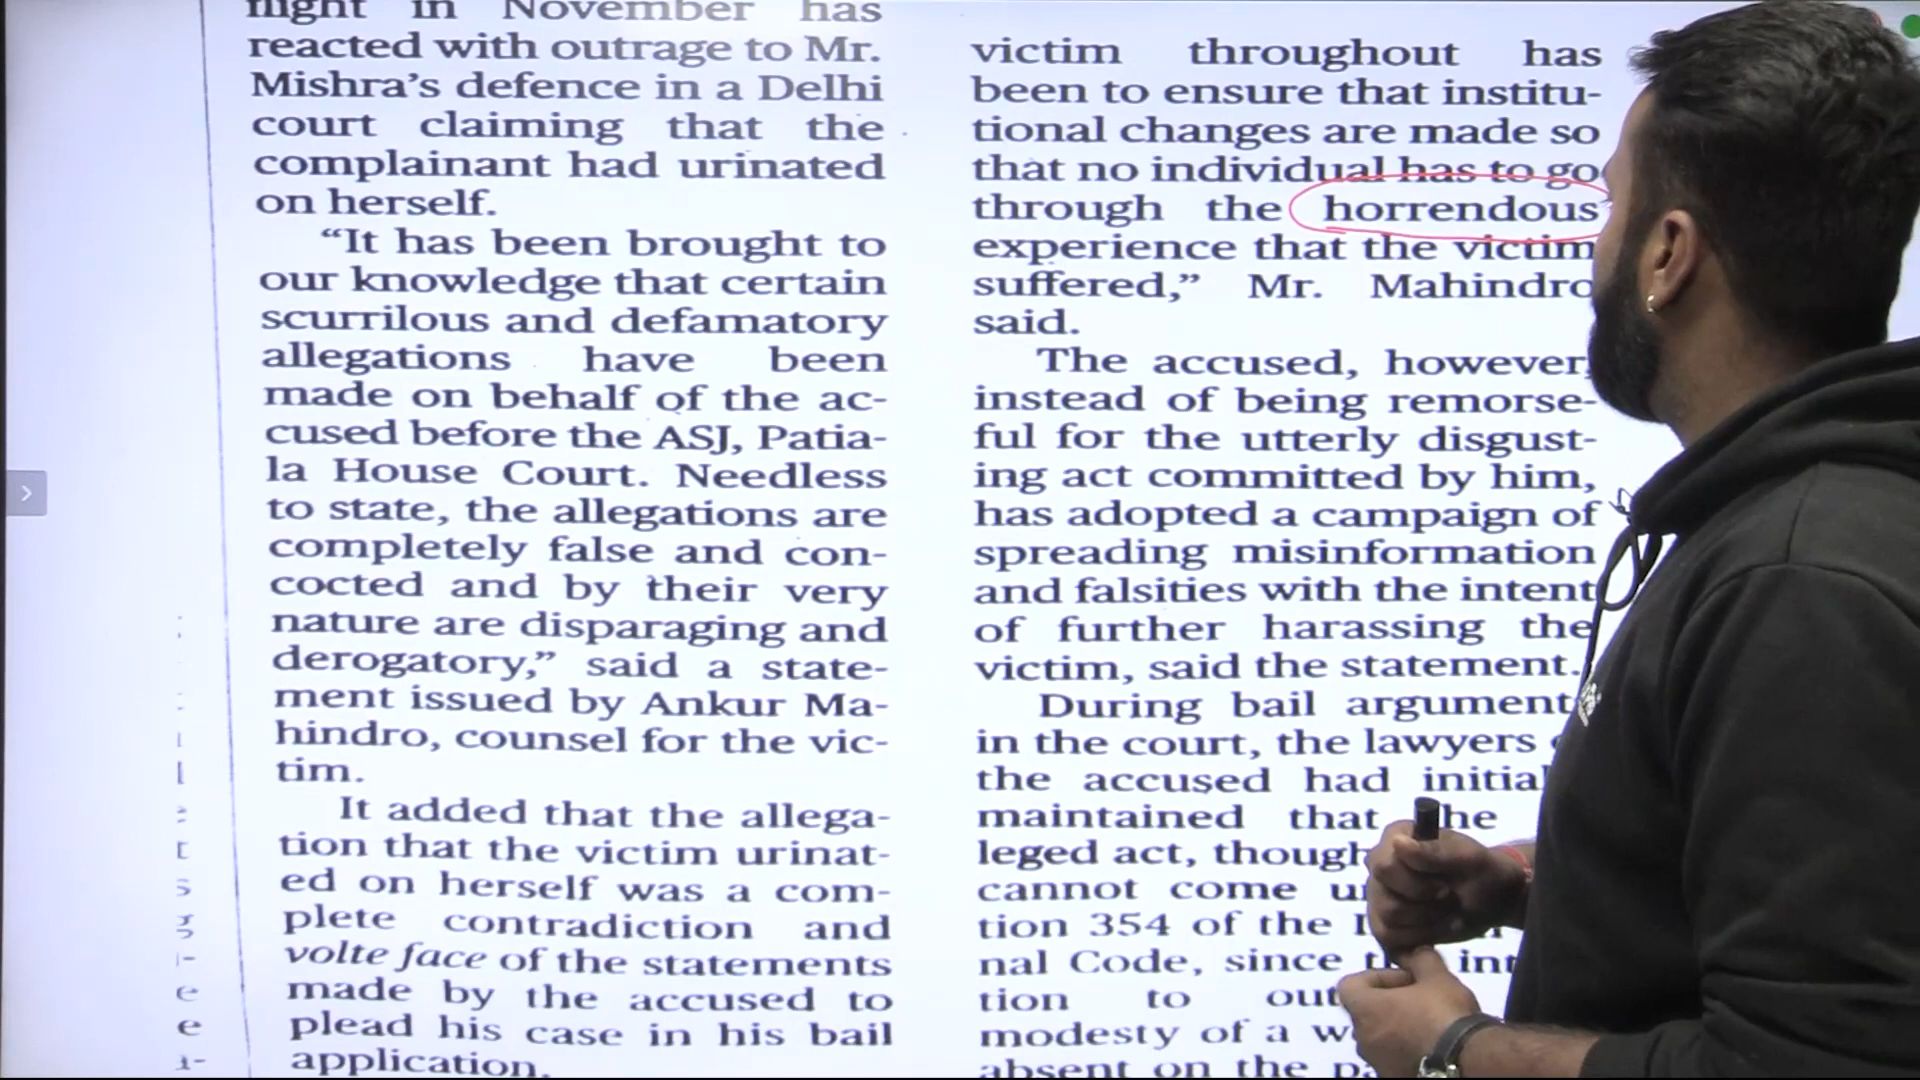 flight in November has
reacted with outrage to Mr.
Mishra's defence in a Delhi
court claiming that the
complainant had urinated
on herself.
"It has been brought to
our knowledge that certain
scurrilous and defamatory
allegations have been
made on behalf of the ac-
cused before the ASJ, Patia-
la House Court. Needless
to state, the allegations are
completely false and con-
cocted and by their very
nature are disparaging and
derogatory," said a state-
ment issued by Ankur Ma-
hindro, counsel for the vic-
tim.
It added that the allega-
tion that the victim urinat-
ed on herself was a com-
plete contradiction and
volte face of the statements
made by the accused to
plead his case in his bail
application.
victim throughout has
been to ensure that institu-
tional changes are made so
that no individual has to go
through the horrendous
experience that the victim
suffered," Mr. Mahindro
said.
The accused, however,
instead of being remorse-
ful for the utterly disgust-
ing act committed by him,
has adopted a campaign of
spreading misinformation
and falsities with the intent
of further harassing the
victim, said the statement.
During bail argument
in the court, the lawyers
the accused had initial
maintained that the
leged act, though
cannot come
tion 354 of the
nal Code, since
tion to
modesty of a
absent on the